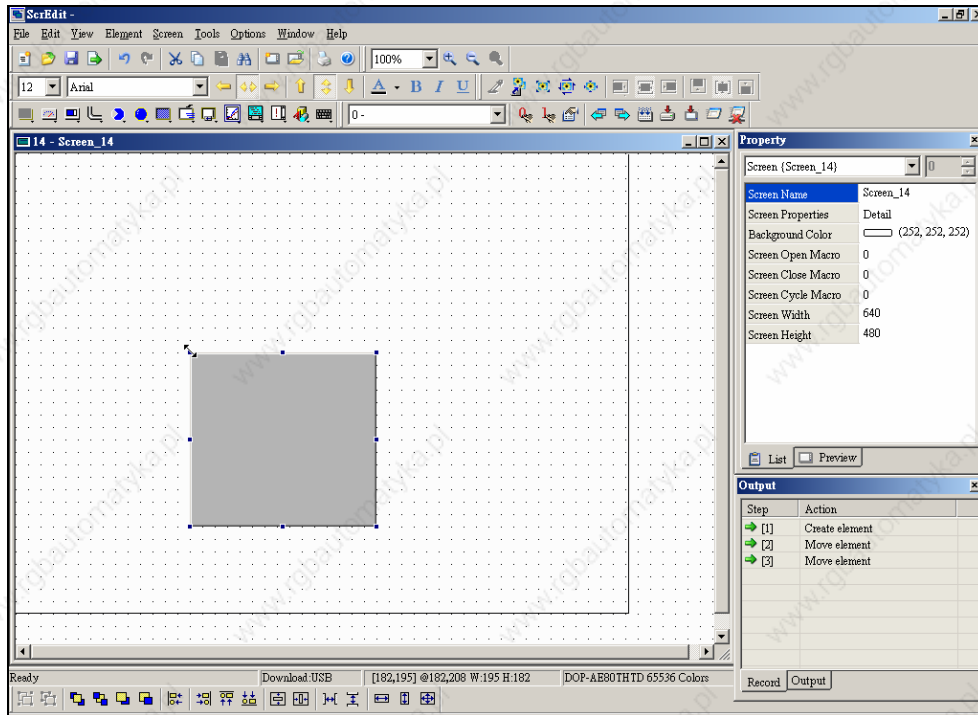 ScrEdit -
File Edit View Element Screen Tools Options Window Help
100%
12 Arial A B I U
0 -
14 - Screen_14
Property
Screen {Screen_14} 0
Screen Name Screen_14
Screen Properties Detail
Background Color (252, 252, 252)
Screen Open Macro 0
Screen Close Macro 0
Screen Cycle Macro 0
Screen Width 640
Screen Height 480
List Preview
Output
Step Action
[1] Create element
[2] Move element
[3] Move element
Record Output
Ready Download:USB [182,195] @182,208 W:195 H:182 DOP-AE80THTD 65536 Colors
www.rgbautomatyka.pl